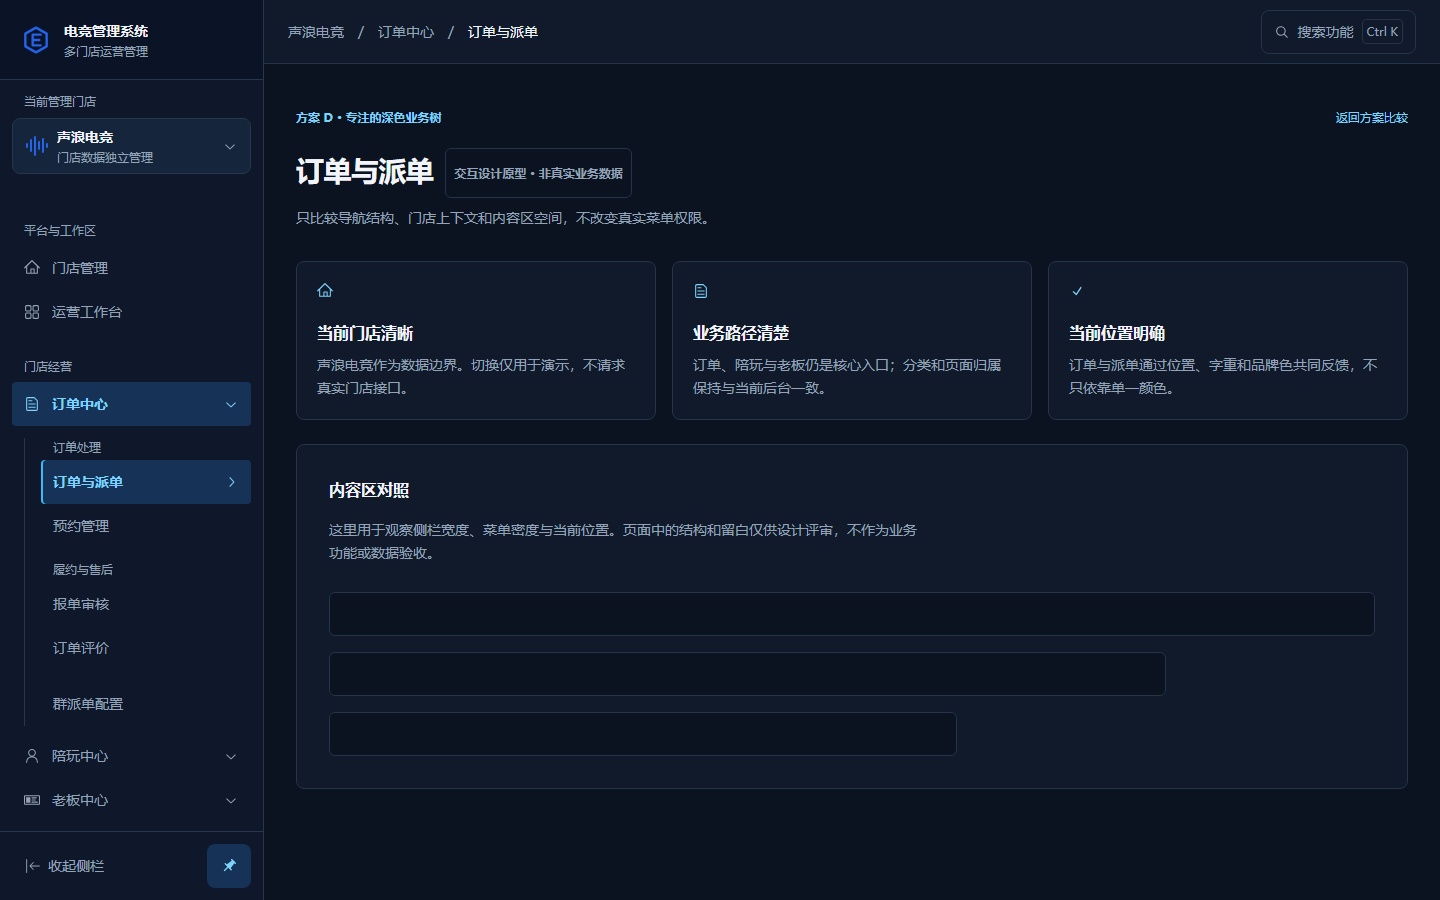 电竞管理系统
多门店运营管理
当前管理门店
声浪电竞
门店数据独立管理
平台与工作区
门店管理
运营工作台
门店经营
订单中心
订单处理
订单与派单
预约管理
履约与售后
报单审核
订单评价
群派单配置
陪玩中心
老板中心
收起侧栏
声浪电竞 / 订单中心 / 订单与派单
搜索功能 Ctrl K
方案 D · 专注的深色业务树
返回方案比较
订单与派单
交互设计原型 · 非真实业务数据
只比较导航结构、门店上下文和内容区空间，不改变真实菜单权限。
当前门店清晰
声浪电竞作为数据边界。切换仅用于演示，不请求
真实门店接口。
业务路径清楚
订单、陪玩与老板仍是核心入口；分类和页面归属
保持与当前后台一致。
当前位置明确
订单与派单通过位置、字重和品牌色共同反馈，不
只依靠单一颜色。
内容区对照
这里用于观察侧栏宽度、菜单密度与当前位置。页面中的结构和留白仅供设计评审，不作为业务
功能或数据验收。